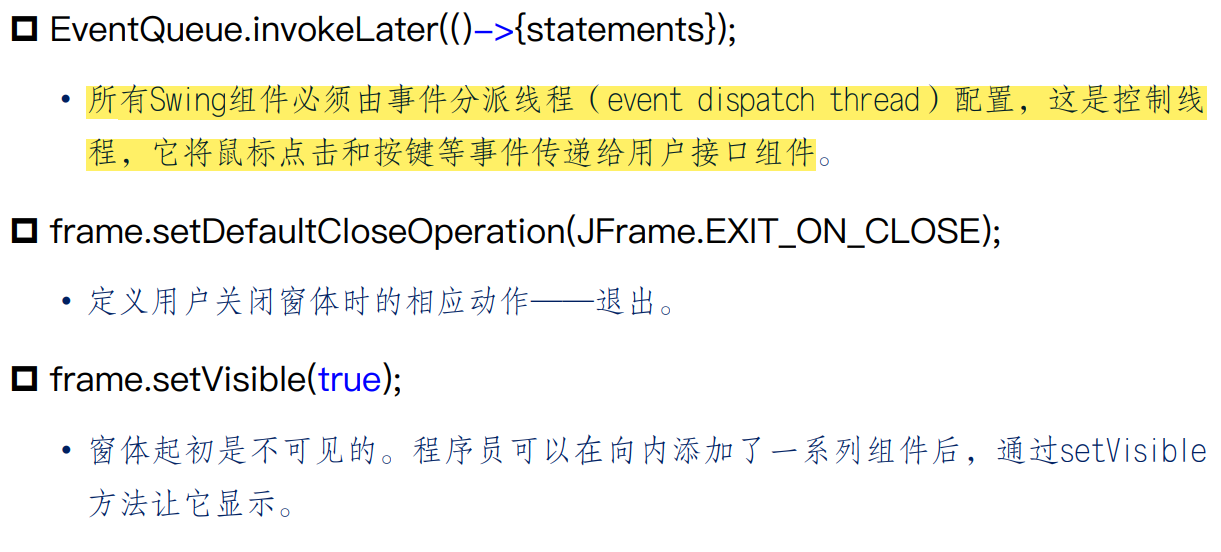 EventQueue.invokeLater(()->{statements});
• 所有Swing组件必须由事件分派线程（event dispatch thread）配置，这是控制线
程，它将鼠标点击和按键等事件传递给用户接口组件。
frame.setDefaultCloseOperation(JFrame.EXIT_ON_CLOSE);
• 定义用户关闭窗体时的相应动作——退出。
frame.setVisible(true);
• 窗体起初是不可见的。程序员可以在向内添加了一系列组件后，通过setVisible
方法让它显示。